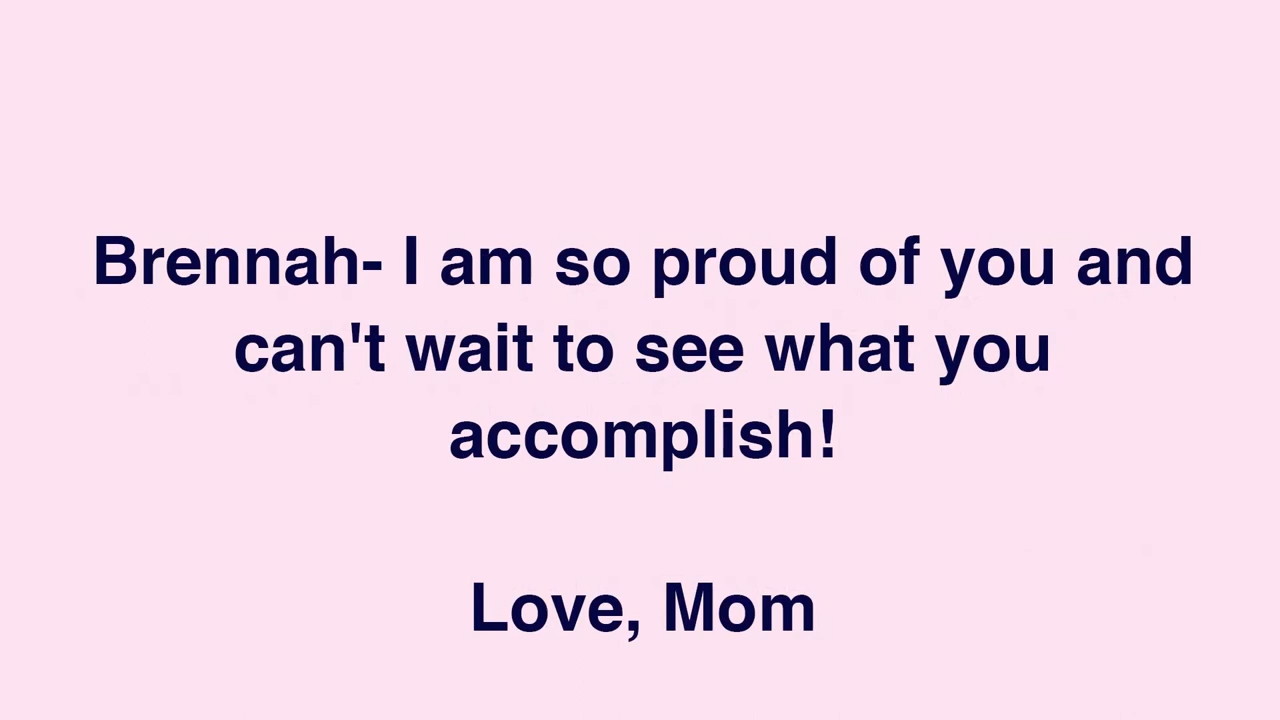 Brennah- I am so proud of you and
can't wait to see what you
accomplish!
Love, Mom